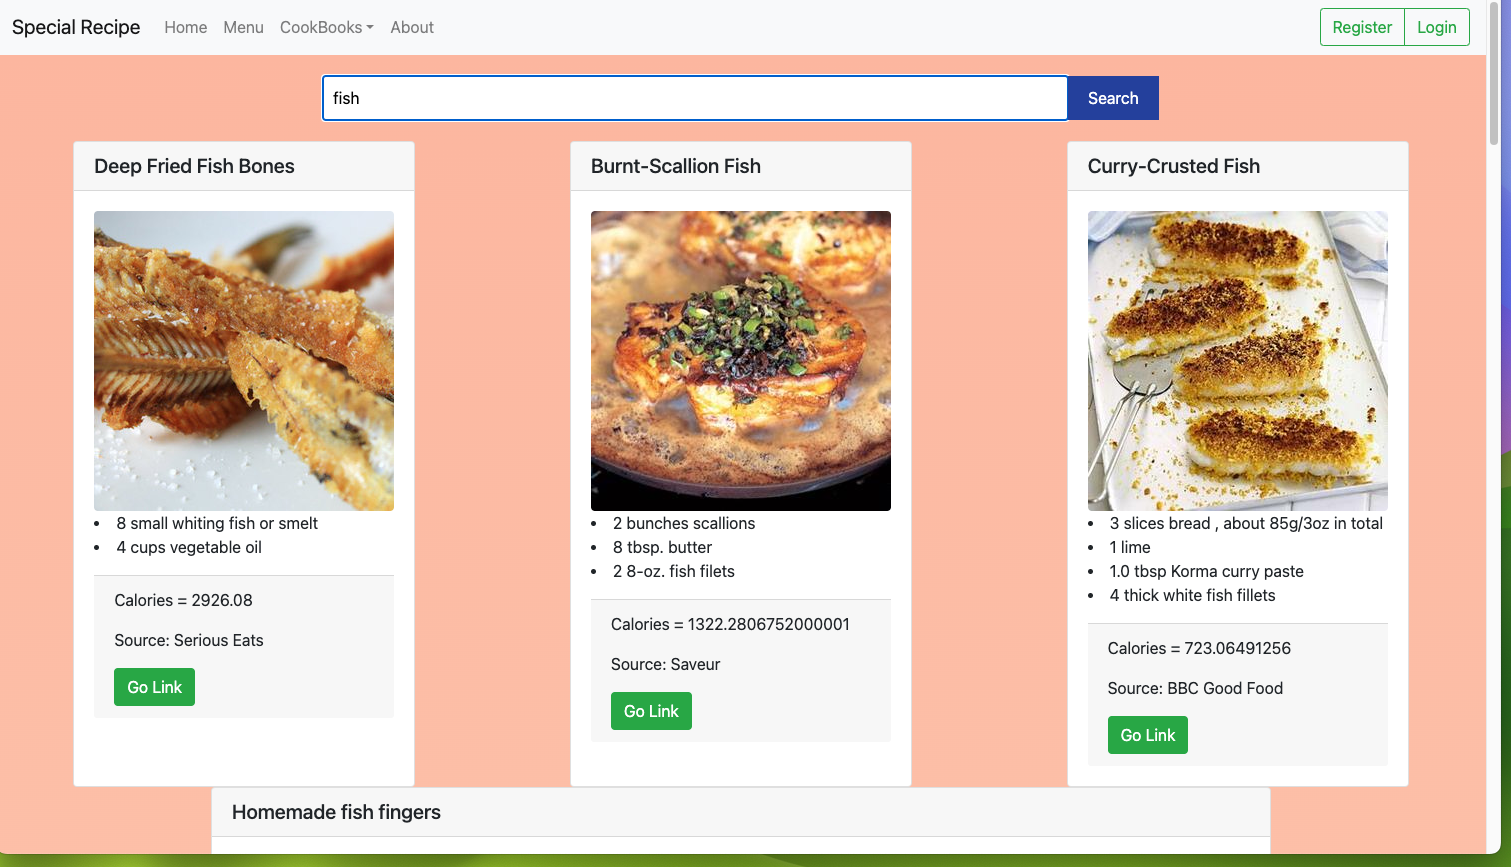 Special Recipe
Home
Menu
CookBooks
About
Register
Login
fish
Search
Deep Fried Fish Bones
8 small whiting fish or smelt
4 cups vegetable oil
Calories = 2926.08
Source: Serious Eats
Go Link
Burnt-Scallion Fish
2 bunches scallions
8 tbsp. butter
2 8-oz. fish filets
Calories = 1322.2806752000001
Source: Saveur
Go Link
Curry-Crusted Fish
3 slices bread , about 85g/3oz in total
1 lime
1.0 tbsp Korma curry paste
4 thick white fish fillets
Calories = 723.06491256
Source: BBC Good Food
Go Link
Homemade fish fingers